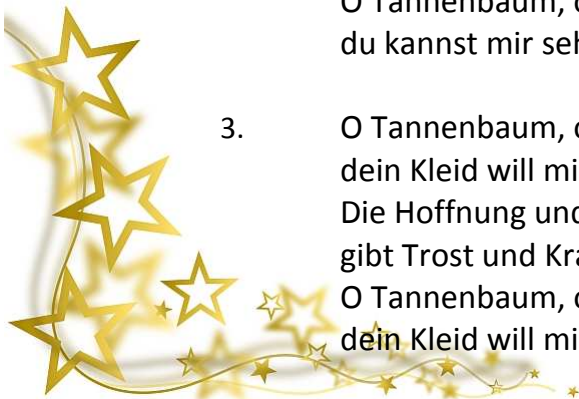 O Tannenbaum,
du kannst mir
3. O Tannenbaum,
dein Kleid will
Die Hoffnung
gibt Trost und
O Tannenbaum,
dein Kleid will